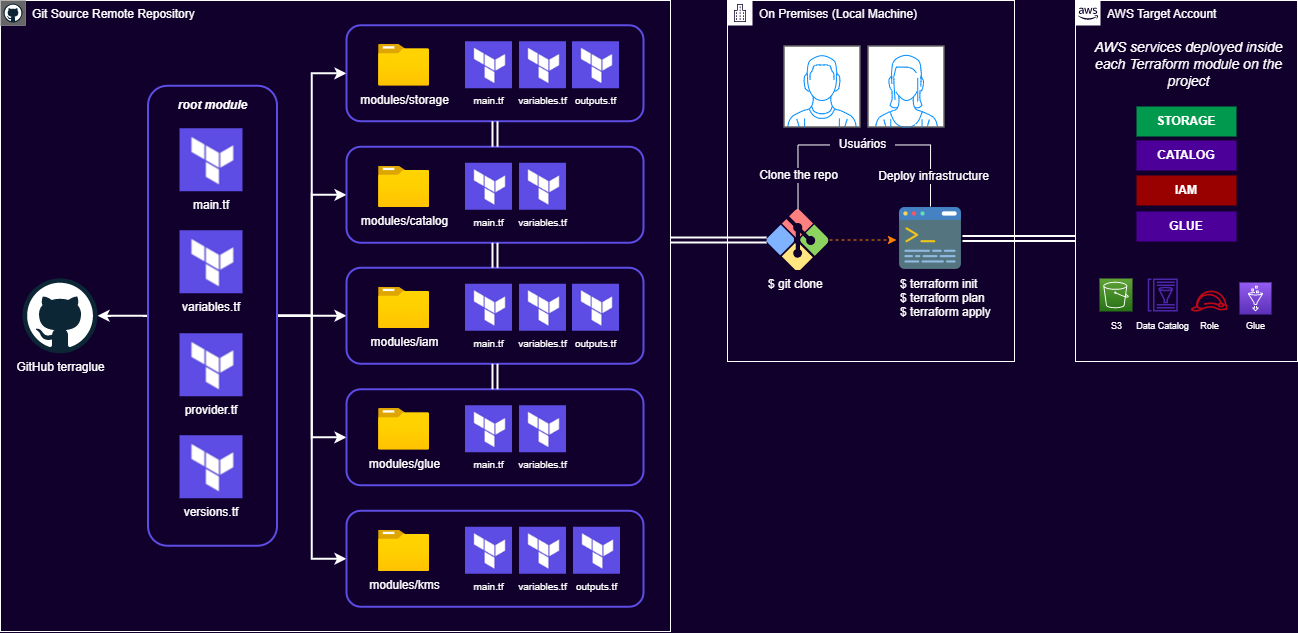 Git Source Remote Repository
root module
main.tf
variables.tf
provider.tf
versions.tf
GitHub terraglue
modules/storage
main.tf
variables.tf
outputs.tf
modules/catalog
main.tf
variables.tf
modules/iam
main.tf
variables.tf
outputs.tf
modules/glue
main.tf
variables.tf
modules/kms
main.tf
variables.tf
outputs.tf
On Premises (Local Machine)
Usuários
Clone the repo
Deploy infrastructure
$ git clone
$ terraform init
$ terraform plan
$ terraform apply
aws
AWS Target Account
AWS services deployed inside
each Terraform module on the
project
STORAGE
CATALOG
IAM
GLUE
S3
Data Catalog
Role
Glue